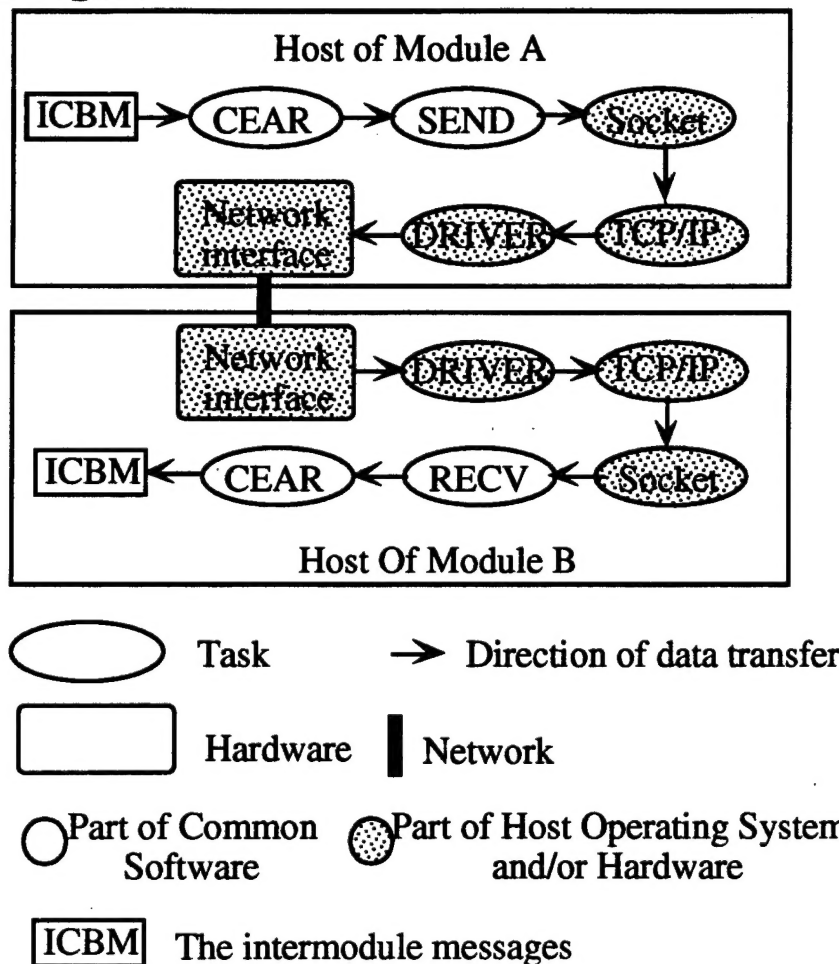 Host of Module A
ICBM CEAR SEND Socket
Network interface DRIVER TCP/IP
Network interface DRIVER TCP/IP
ICBM CEAR RECV Socket
Host Of Module B
Task Direction of data transfer
Hardware Network
Part of Common Software Part of Host Operating System and/or Hardware
ICBM The intermodule messages